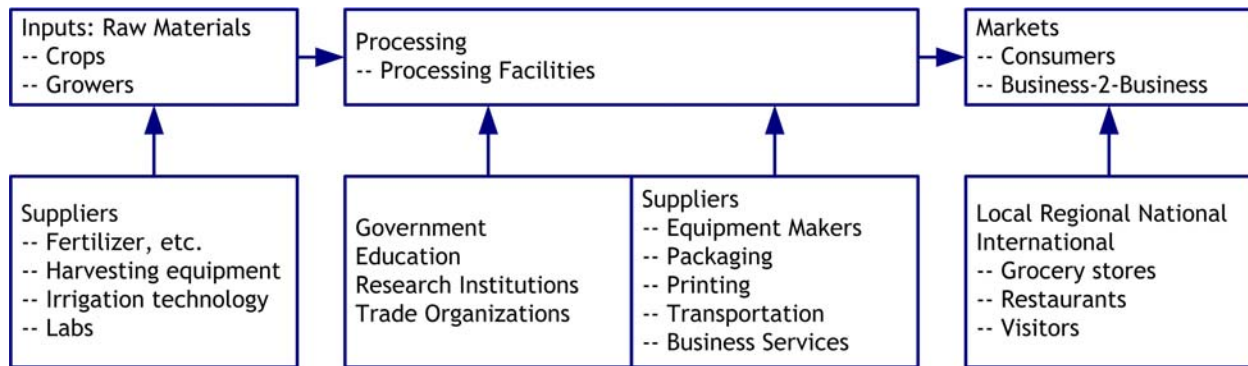 Inputs: Raw Materials
-- Crops
-- Growers
Processing
-- Processing Facilities
Markets
-- Consumers
-- Business-2-Business
Suppliers
-- Fertilizer, etc.
-- Harvesting equipment
-- Irrigation technology
-- Labs
Government
Education
Research Institutions
Trade Organizations
Suppliers
-- Equipment Makers
-- Packaging
-- Printing
-- Transportation
-- Business Services
Local Regional National
International
-- Grocery stores
-- Restaurants
-- Visitors